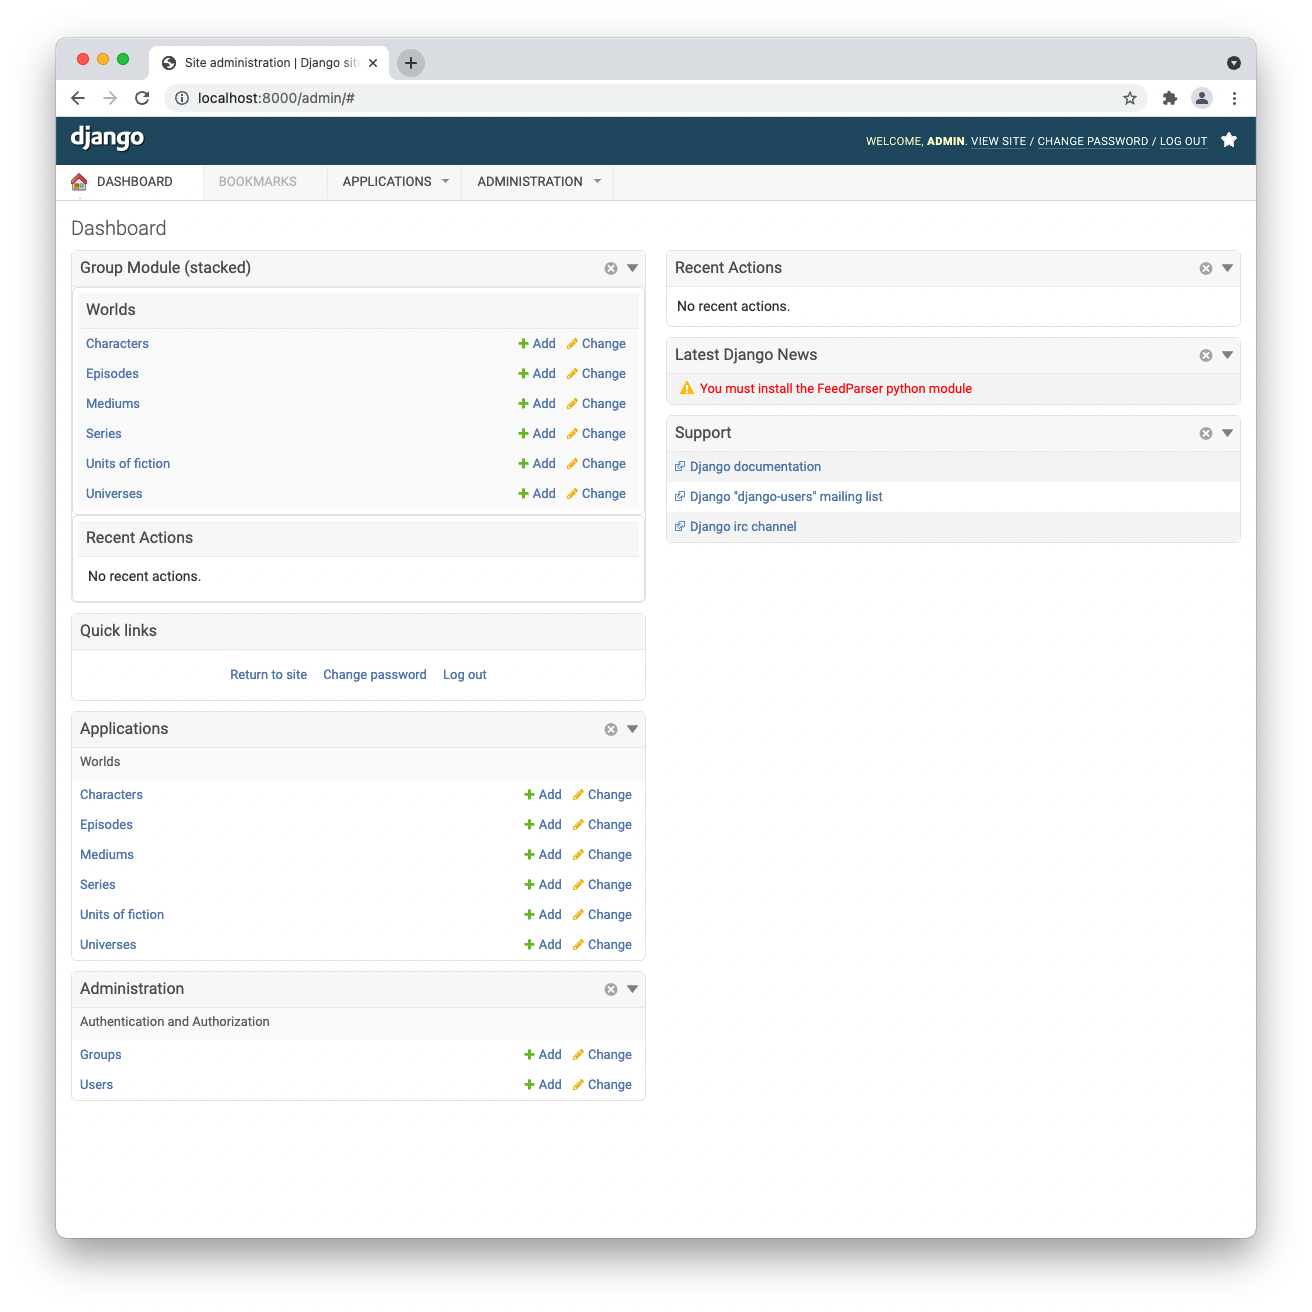 Site administration | Django sit
localhost:8000/admin/#
django
WELCOME, ADMIN. VIEW SITE / CHANGE PASSWORD / LOG OUT
DASHBOARD BOOKMARKS APPLICATIONS ADMINISTRATION
Dashboard
Group Module (stacked)
Worlds
Characters Add Change
Episodes Add Change
Mediums Add Change
Series Add Change
Units of fiction Add Change
Universes Add Change
Recent Actions
No recent actions.
Quick links
Return to site Change password Log out
Applications
Worlds
Characters Add Change
Episodes Add Change
Mediums Add Change
Series Add Change
Units of fiction Add Change
Universes Add Change
Administration
Authentication and Authorization
Groups Add Change
Users Add Change
Recent Actions
No recent actions.
Latest Django News
You must install the FeedParser python module
Support
Django documentation
Django "django-users" mailing list
Django irc channel